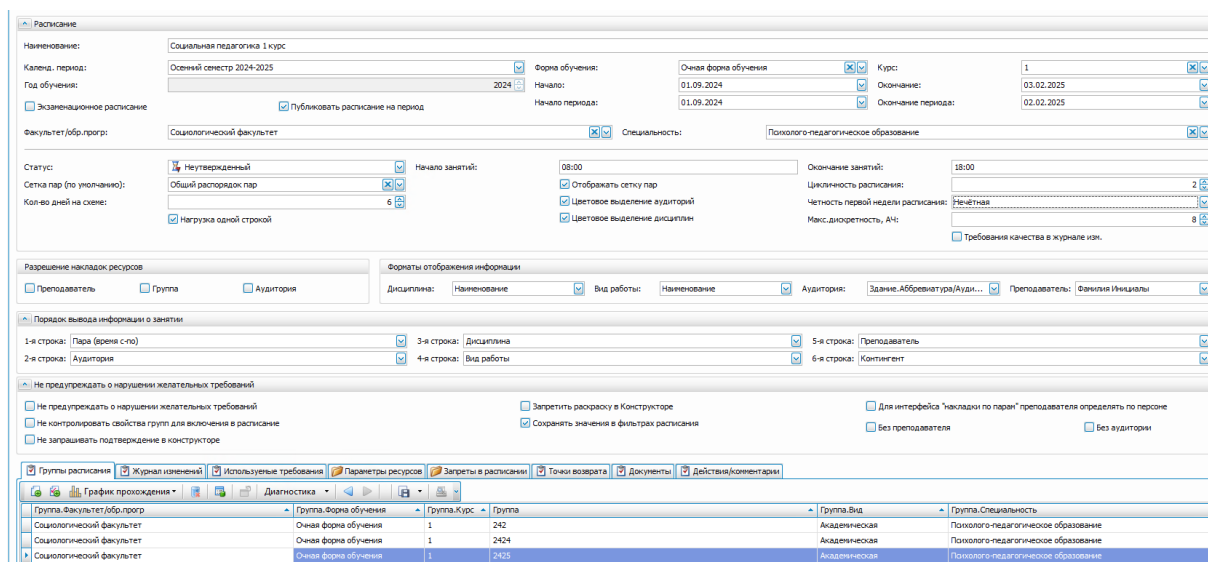 Расписание
Наименование: Социальная педагогика 1 курс
Календ. период: Осенний семестр 2024-2025 Форма обучения: Очная форма обучения Курс: 1
Год обучения: 2024 Начало: 01.09.2024 Окончание: 03.02.2025
Экзаменационное расписание Публиковать расписание на период Начало периода: 01.09.2024 Окончание периода: 02.02.2025
Факультет/обр.прогр: Социологический факультет Специальность: Психолого-педагогическое образование
Статус: Неутвержденный Начало занятий: 08:00 Окончание занятий: 18:00
Сетка пар (по умолчанию): Общий распорядок пар Отображать сетку пар Цикличность расписания: 2
Кол-во дней на схеме: 6 Цветовое выделение аудиторий Четность первой недели расписания: Нечётная
Нагрузка одной строкой Цветовое выделение дисциплин Макс.дискретность, АЧ: 8
Требования качества в журнале изм.
Разрешение накладок ресурсов Форматы отображения информации
Преподаватель Группа Аудитория Дисциплина: Наименование Вид работы: Наименование Аудитория: Здание.Аббревиатура/Ауди... Преподаватель: Фамилия Инициалы
Порядок вывода информации о занятии
1-я строка: Пара (время с-по) 3-я строка: Дисциплина 5-я строка: Преподаватель
2-я строка: Аудитория 4-я строка: Вид работы 6-я строка: Контингент
Не предупреждать о нарушении желательных требований
Не предупреждать о нарушении желательных требований Запретить раскраску в Конструкторе Для интерфейса "накладки по паран" преподавателя определять по персоне
Не контролировать свойства групп для включения в расписание Сохранять значения в фильтрах расписания Без преподавателя Без аудитории
Не запрашивать подтверждение в конструкторе
Группы расписания Журнал изменений Используемые требования Параметры ресурсов Запреты в расписании Точки возврата Документы Действия/комментарии
График прохождения Диагностика
Группа.Факультет/обр.прогр Группа.Форма обучения Группа.Курс Группа Группа.Вид Группа.Специальность
Социологический факультет Очная форма обучения 1 242 Академическая Психолого-педагогическое образование
Социологический факультет Очная форма обучения 1 2424 Академическая Психолого-педагогическое образование
Социологический факультет Очная форма обучения 1 2425 Академическая Психолого-педагогическое образование